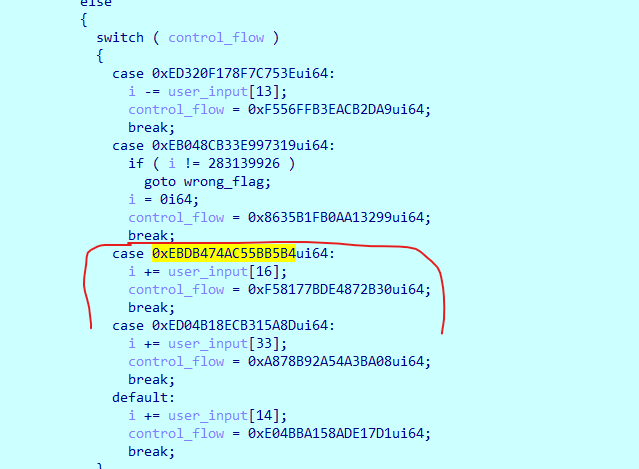 else
{
switch ( control_flow )
{
case 0xED320F178F7C753Eui64:
i -= user_input[13];
control_flow = 0xF556FFB3EACB2DA9ui64;
break;
case 0xEB048CB33E997319ui64:
if ( i != 283139926 )
goto wrong_flag;
i = 0i64;
control_flow = 0x8635B1FB0AA13299ui64;
break;
case 0xEBDB474AC55BB5B4ui64:
i += user_input[16];
control_flow = 0xF58177BDE4872B30ui64;
break;
case 0xED04B18ECB315A8Dui64:
i += user_input[33];
control_flow = 0xA878B92A54A3BA08ui64;
break;
default:
i += user_input[14];
control_flow = 0xE04BBA158ADE17D1ui64;
break;
}